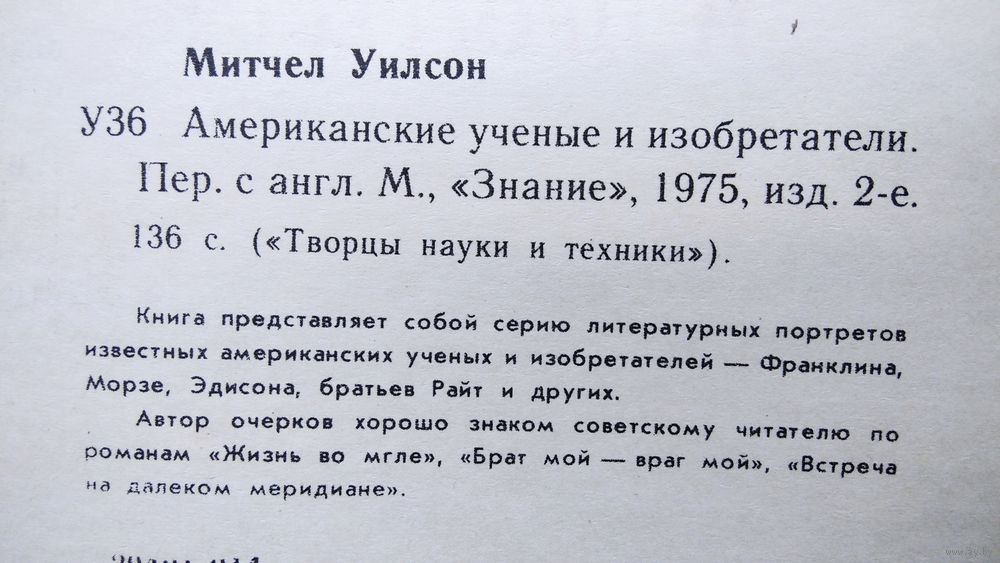 Митчел Уилсон
У36 Американские ученые и изобретатели.
Пер. с англ. М., «Знание», 1975, изд. 2-е.
136 с. («Творцы науки и техники»).
Книга представляет собой серию литературных портретов
известных американских ученых и изобретателей — Франклина,
Морзе, Эдисона, братьев Райт и других.
Автор очерков хорошо знаком советскому читателю по
романам «Жизнь во мгле», «Брат мой — враг мой», «Встреча
на далеком меридиане».